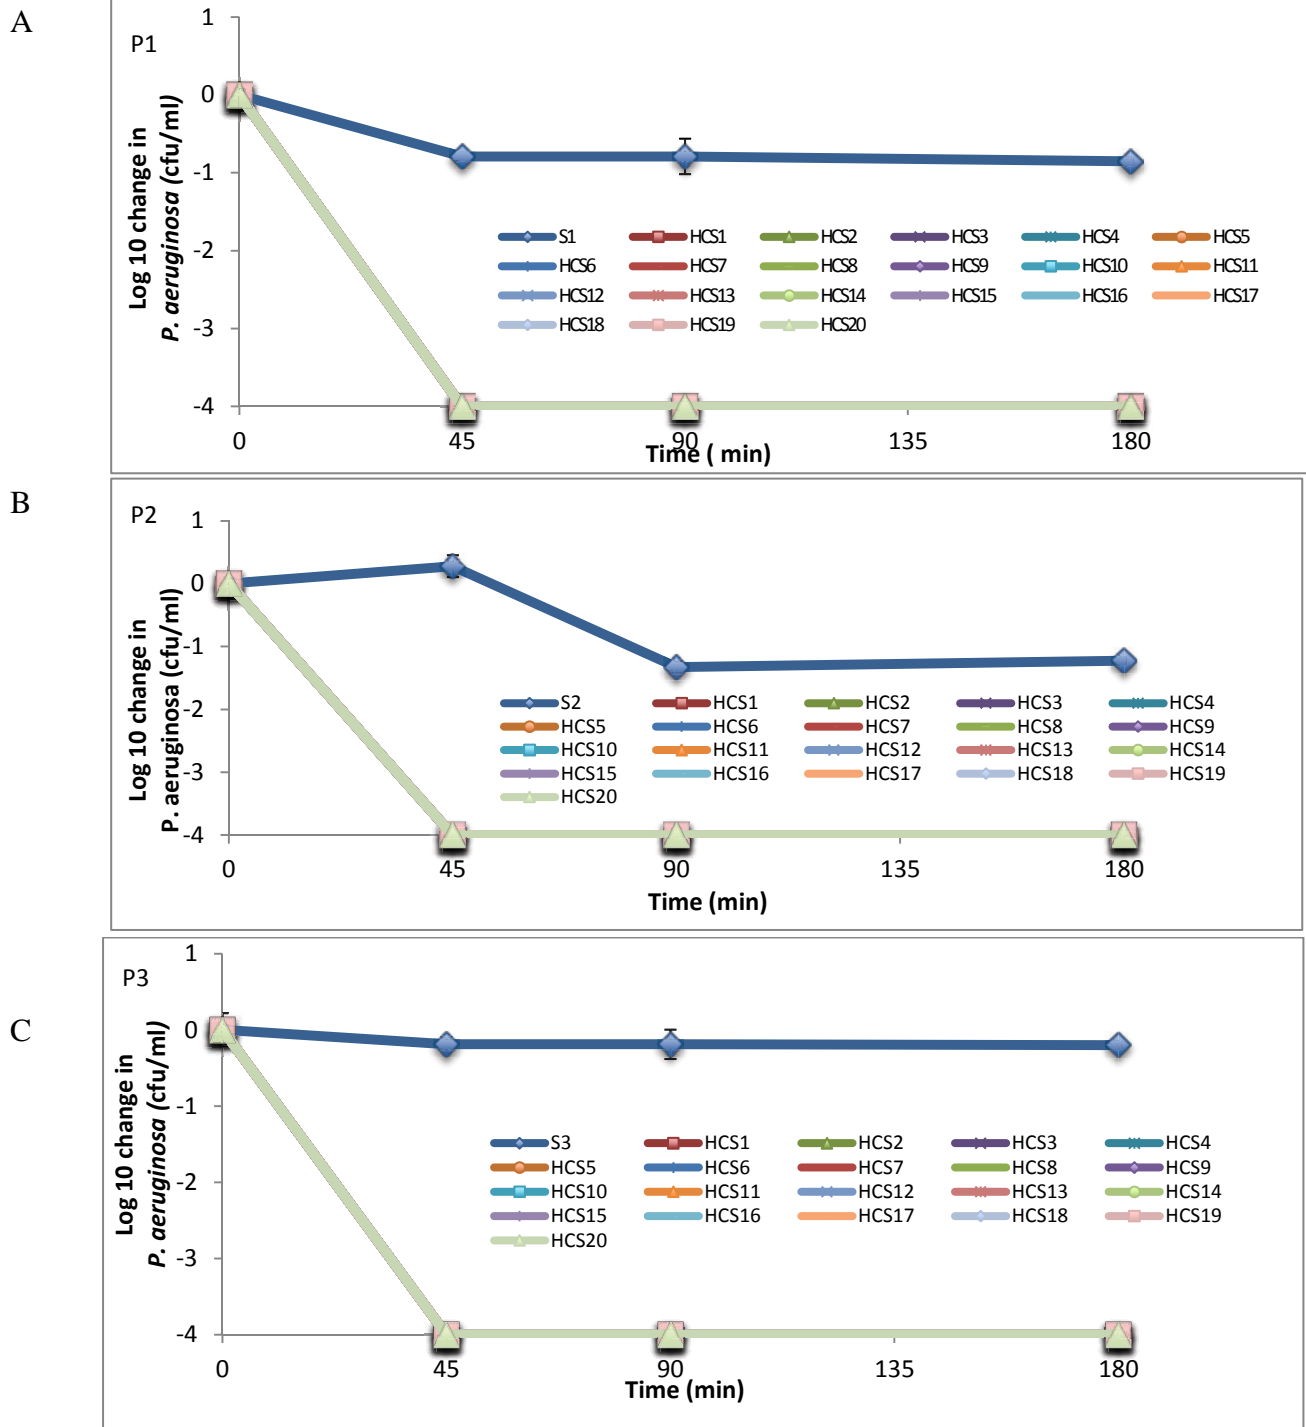 A
P1
1
0
-1
-2
-3
-4
Log 10 change in
P. aeruginosa (cfu/ml)
S1 HCS1 HCS2 HCS3 HCS4 HCS5
HCS6 HCS7 HCS8 HCS9 HCS10 HCS11
HCS12 HCS13 HCS14 HCS15 HCS16 HCS17
HCS18 HCS19 HCS20
0 45 90 135 180
Time ( min)
B
P2
1
0
-1
-2
-3
-4
Log 10 change in
P. aeruginosa (cfu/ml)
S2 HCS1 HCS2 HCS3 HCS4
HCS5 HCS6 HCS7 HCS8 HCS9
HCS10 HCS11 HCS12 HCS13 HCS14
HCS15 HCS16 HCS17 HCS18 HCS19
HCS20
0 45 90 135 180
Time (min)
C
P3
1
0
-1
-2
-3
-4
Log 10 change in
P. aeruginosa (cfu/ml)
S3 HCS1 HCS2 HCS3 HCS4
HCS5 HCS6 HCS7 HCS8 HCS9
HCS10 HCS11 HCS12 HCS13 HCS14
HCS15 HCS16 HCS17 HCS18 HCS19
HCS20
0 45 90 135 180
Time (min)